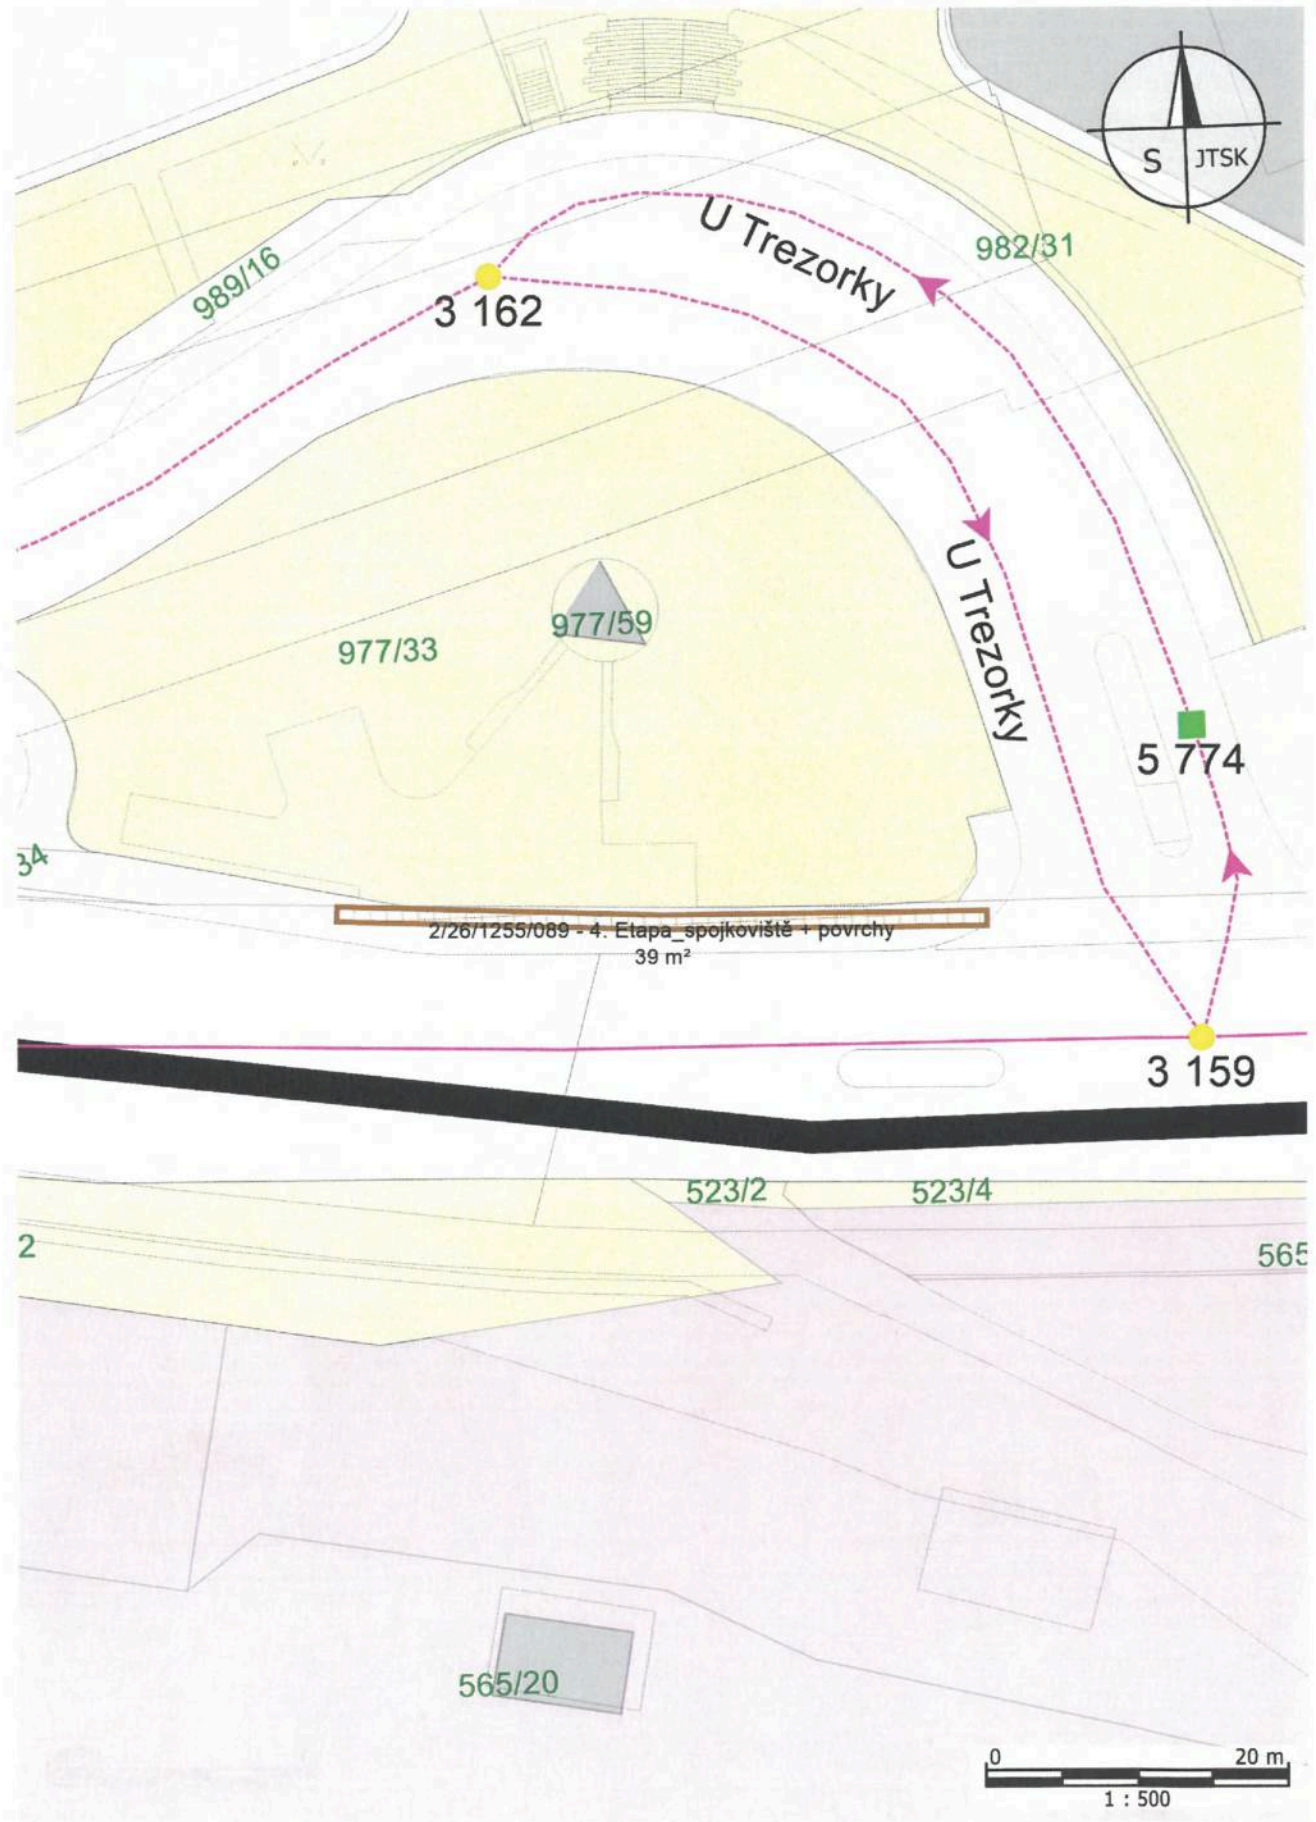 S JTSK
U Trezorky
982/31
989/16
3 162
U Trezorky
977/59
977/33
5 774
34
2/26/1255/089 - 4. Etapa_spojkoviště + povrchy
39 m²
3 159
523/2
523/4
2
565
565/20
0 20 m
1 : 500